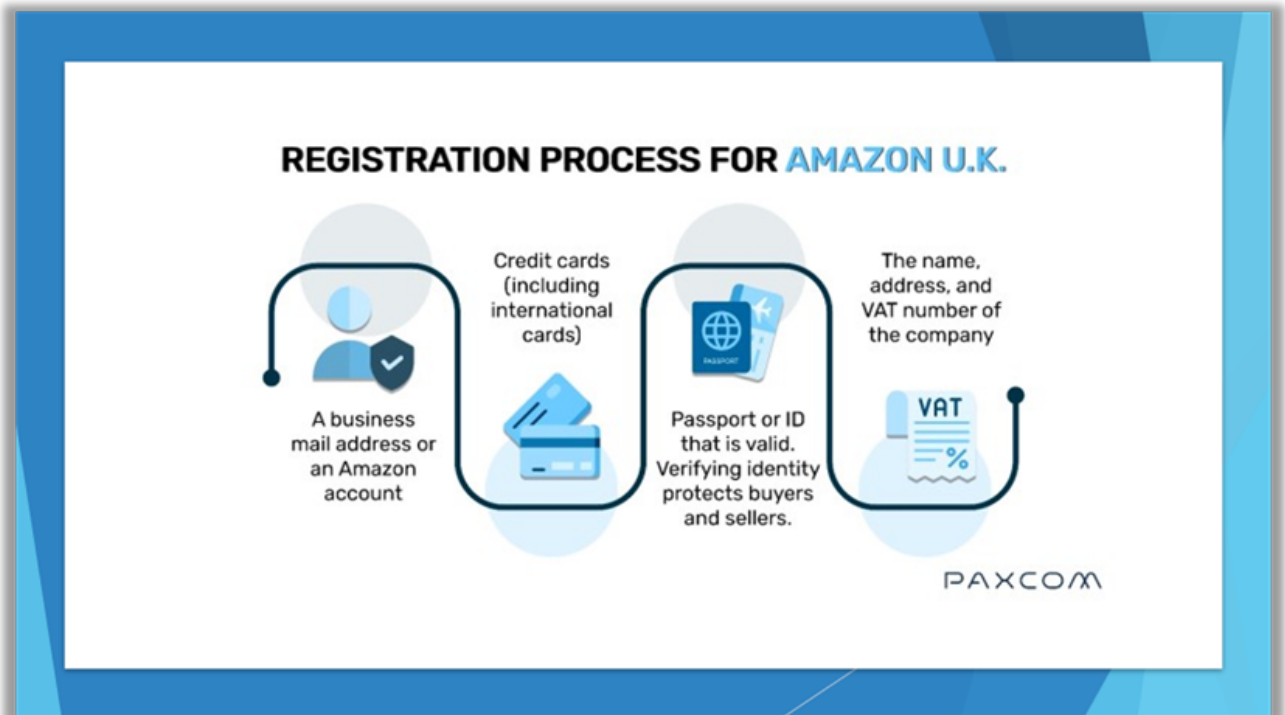 REGISTRATION PROCESS FOR AMAZON U.K.
A business
mail address or
an Amazon
account
Credit cards
(including
international
cards)
PASSPORT
Passport or ID
that is valid.
Verifying identity
protects buyers
and sellers.
The name,
address, and
VAT number of
the company
VAT
%
PAXCOM